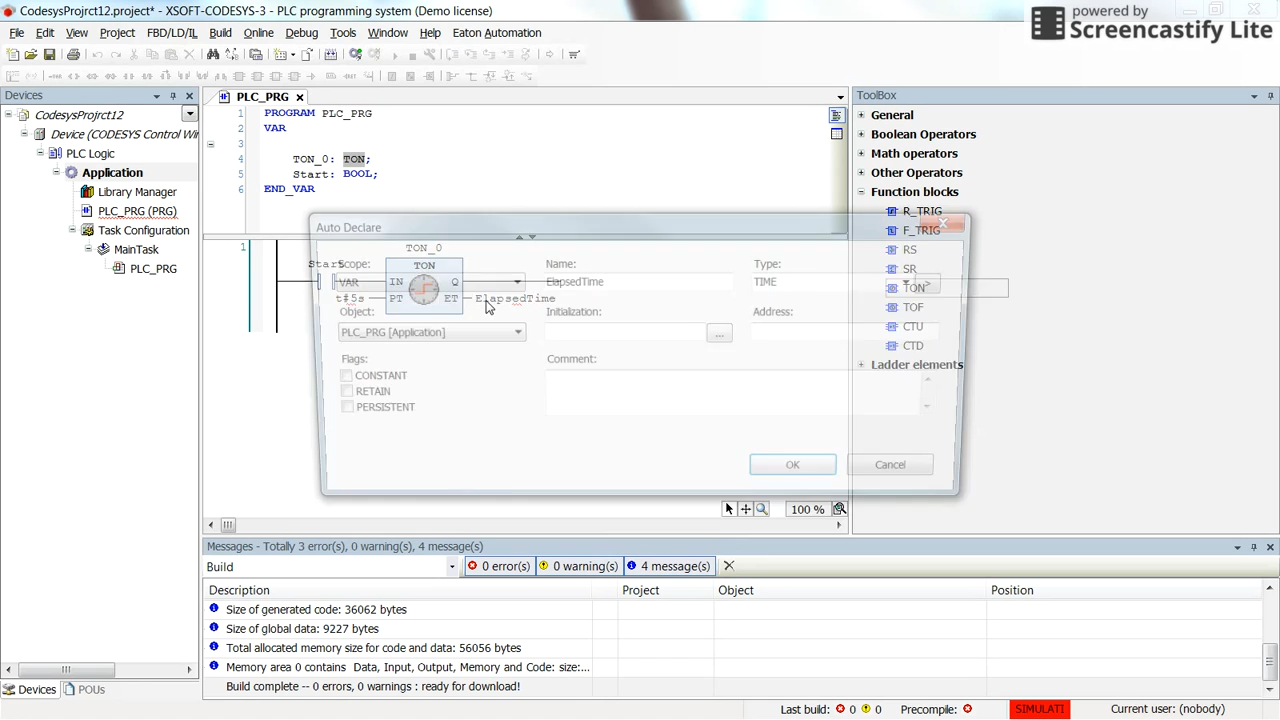 CodesysProjrct12.project* - XSOFT-CODESYS-3 - PLC programming system (Demo license)
powered by
Screencastify Lite
File Edit View Project FBD/LD/IL Build Online Debug Tools Window Help Eaton Automation
Devices
CodesysProjrct12
Device (CODESYS Control Wir
PLC Logic
Application
Library Manager
PLC_PRG (PRG)
Task Configuration
MainTask
PLC_PRG
Devices
POUs
PLC_PRG
1 PROGRAM PLC_PRG
2 VAR
3
4 TON_0: TON;
5 Start: BOOL;
6 END_VAR
1
TON_0
Start
TON
IN Q
t#5s PT ET ElapsedTime
Auto Declare
Scope:
VAR
Name:
ElapsedTime
Type:
TIME
>
Object:
PLC_PRG [Application]
Initialization:
...
Address:
Flags:
CONSTANT
RETAIN
PERSISTENT
Comment:
OK
Cancel
100 %
ToolBox
General
Boolean Operators
Math operators
Other Operators
Function blocks
R_TRIG
F_TRIG
RS
SR
TON
TOF
CTU
CTD
Ladder elements
Messages - Totally 3 error(s), 0 warning(s), 4 message(s)
Build
0 error(s)
0 warning(s)
4 message(s)
Description Project Object Position
Size of generated code: 36062 bytes
Size of global data: 9227 bytes
Total allocated memory size for code and data: 56056 bytes
Memory area 0 contains Data, Input, Output, Memory and Code: size:...
Build complete -- 0 errors, 0 warnings : ready for download!
Last build: 0 0 Precompile: SIMULATI Current user: (nobody)